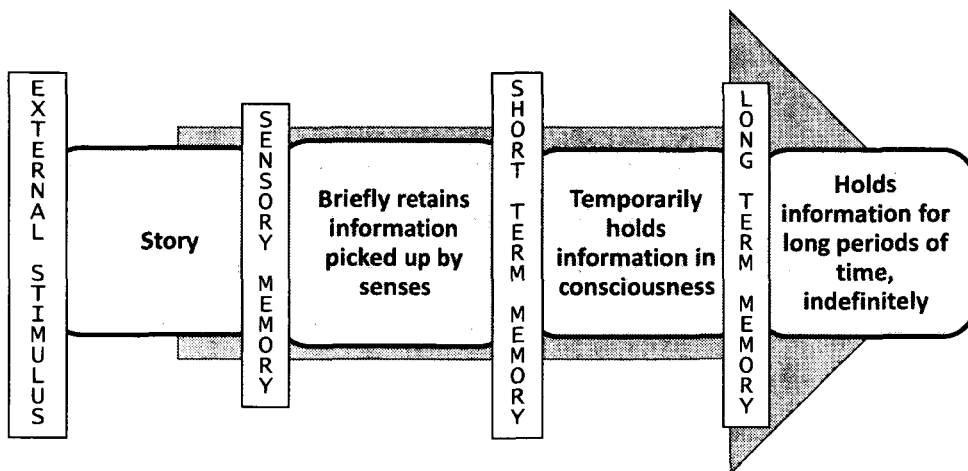 EXTERNAL STIMULUS
Story
SENSORY MEMORY
Briefly retains
information
picked up by
senses
SHORT TERM MEMORY
Temporarily
holds
information in
consciousness
LONG TERM MEMORY
Holds
information for
long periods of
time,
indefinitely